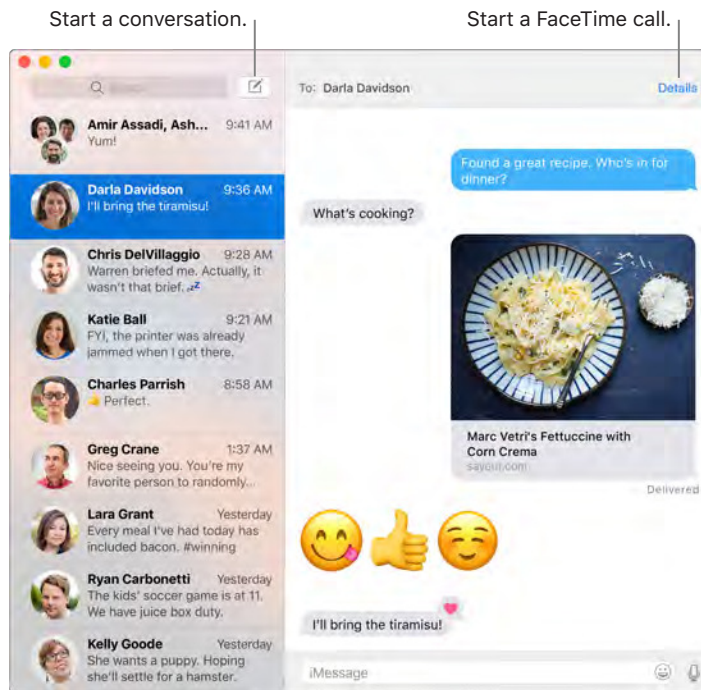 Start a conversation.
Start a FaceTime call.
Search
To: Darla Davidson
Details
Amir Assadi, Ash... 9:41 AM
Yum!
Darla Davidson 9:36 AM
I'll bring the tiramisu!
Chris DelVillaggio 9:28 AM
Warren briefed me. Actually, it
wasn't that brief. 💤
Katie Ball 9:21 AM
FYI, the printer was already
jammed when I got there.
Charles Parrish 8:58 AM
👍 Perfect.
Greg Crane 1:37 AM
Nice seeing you. You're my
favorite person to randomly...
Lara Grant Yesterday
Every meal I've had today has
included bacon. #winning
Ryan Carbonetti Yesterday
The kids' soccer game is at 11.
We have juice box duty.
Kelly Goode Yesterday
She wants a puppy. Hoping
she'll settle for a hamster.
Found a great recipe. Who's in for
dinner?
What's cooking?
Marc Vetri's Fettuccine with
Corn Crema
saveur.com
Delivered
😋👍☺️
I'll bring the tiramisu!
iMessage